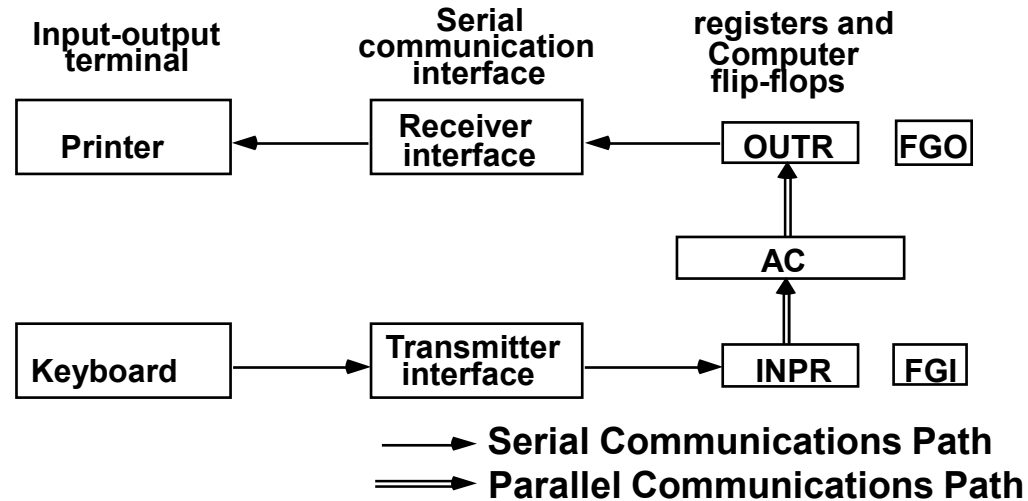 Input-output
terminal
Serial
communication
interface
registers and
Computer
flip-flops
Printer
Receiver
interface
OUTR
FGO
AC
Keyboard
Transmitter
interface
INPR
FGI
Serial Communications Path
Parallel Communications Path